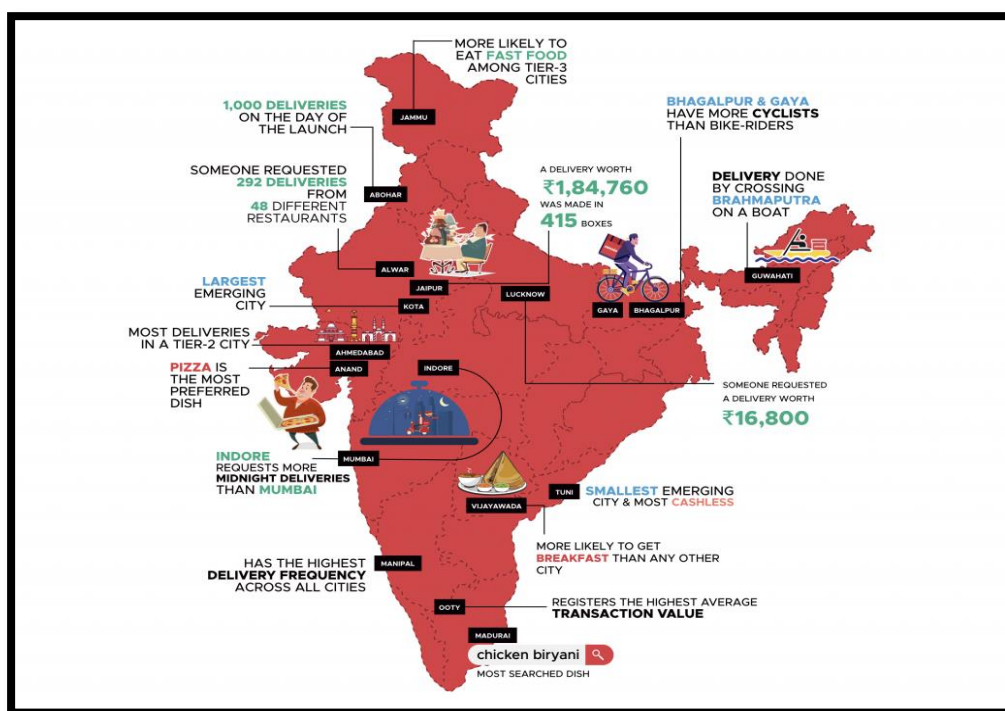 MORE LIKELY TO
EAT FAST FOOD
AMONG TIER-3
CITIES
JAMMU
1,000 DELIVERIES
ON THE DAY OF
THE LAUNCH
ABOHAR
BHAGALPUR & GAYA
HAVE MORE CYCLISTS
THAN BIKE-RIDERS
SOMEONE REQUESTED
292 DELIVERIES
FROM
48 DIFFERENT
RESTAURANTS
ALWAR
A DELIVERY WORTH
₹1,84,760
WAS MADE IN
415 BOXES
JAIPUR
DELIVERY DONE
BY CROSSING
BRAHMAPUTRA
ON A BOAT
GUWAHATI
LARGEST
EMERGING
CITY
KOTA
LUCKNOW
GAYA
BHAGALPUR
MOST DELIVERIES
IN A TIER-2 CITY
AHMEDABAD
PIZZA IS
THE MOST
PREFERRED
DISH
ANAND
INDORE
SOMEONE REQUESTED
A DELIVERY WORTH
₹16,800
INDORE
REQUESTS MORE
MIDNIGHT DELIVERIES
THAN MUMBAI
MUMBAI
TUNI
SMALLEST EMERGING
CITY & MOST CASHLESS
VIJAYAWADA
MORE LIKELY TO GET
BREAKFAST THAN ANY OTHER
CITY
HAS THE HIGHEST
DELIVERY FREQUENCY
ACROSS ALL CITIES
MANIPAL
OOTY
REGISTERS THE HIGHEST AVERAGE
TRANSACTION VALUE
MADURAI
chicken biryani
MOST SEARCHED DISH